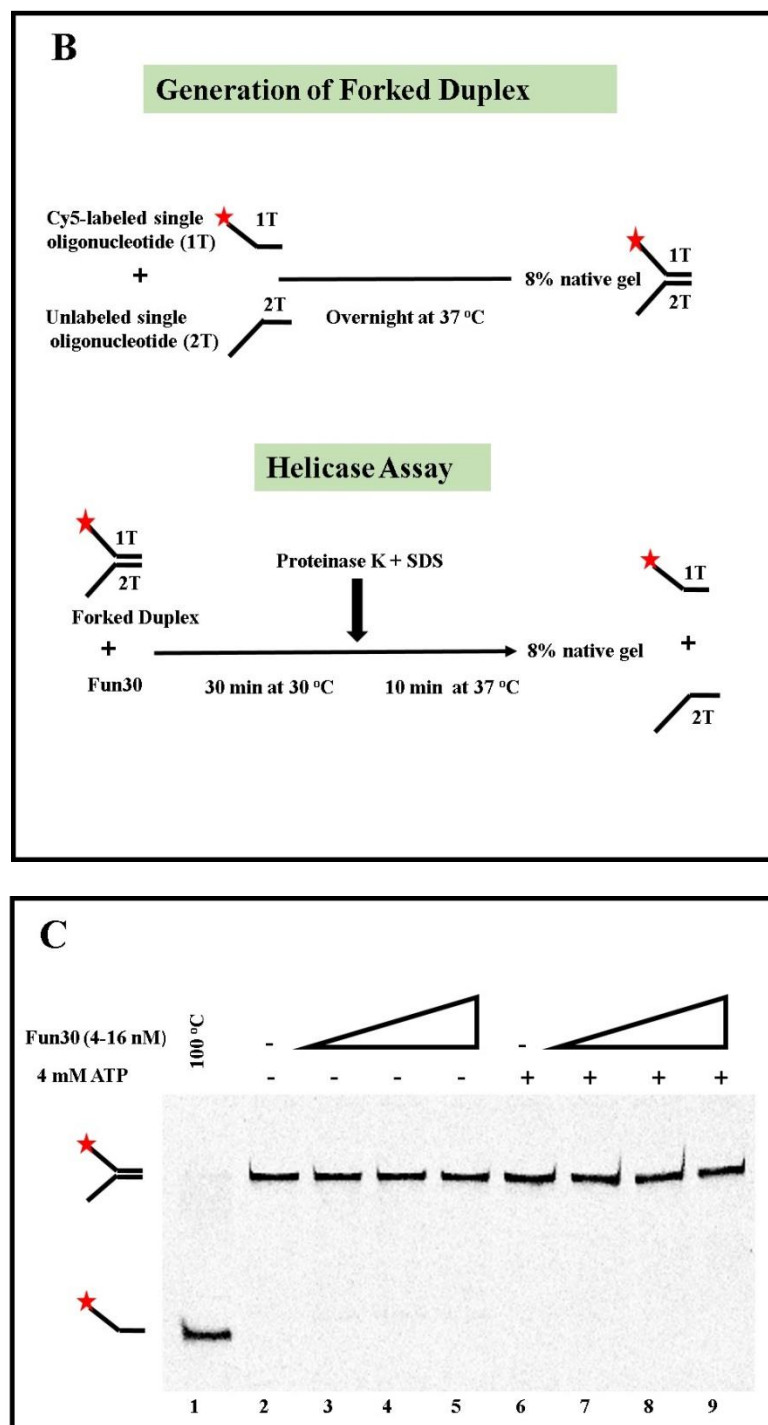 B
Generation of Forked Duplex
Cy5-labeled single
oligonucleotide (1T)
1T
+
Unlabeled single
oligonucleotide (2T)
2T
Overnight at 37 °C
8% native gel
1T
2T
Helicase Assay
1T
2T
Forked Duplex
+
Fun30
Proteinase K + SDS
30 min at 30 °C
10 min at 37 °C
8% native gel
1T
+
2T
C
Fun30 (4-16 nM)
100 °C
- -
4 mM ATP
- - - - + + + +
1 2 3 4 5 6 7 8 9